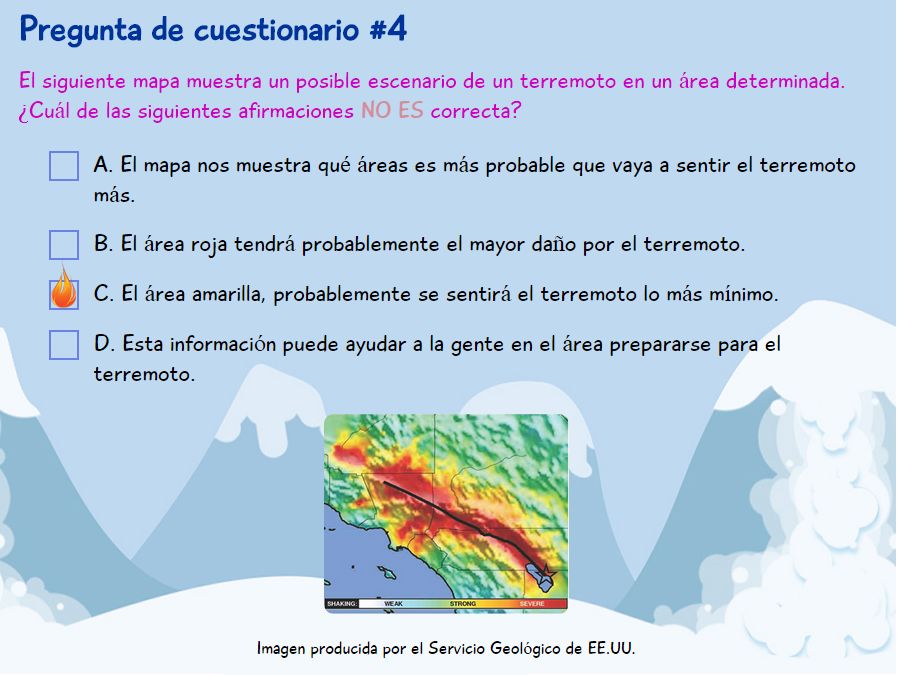 Pregunta de cuestionario #4
El siguiente mapa muestra un posible escenario de un terremoto en un área determinada.
¿Cuál de las siguientes afirmaciones NO ES correcta?
A. El mapa nos muestra qué áreas es más probable que vaya a sentir el terremoto
más.
B. El área roja tendrá probablemente el mayor daño por el terremoto.
C. El área amarilla, probablemente se sentirá el terremoto lo más mínimo.
D. Esta información puede ayudar a la gente en el área prepararse para el
terremoto.
SHAKING: WEAK STRONG SEVERE
Imagen producida por el Servicio Geológico de EE.UU.